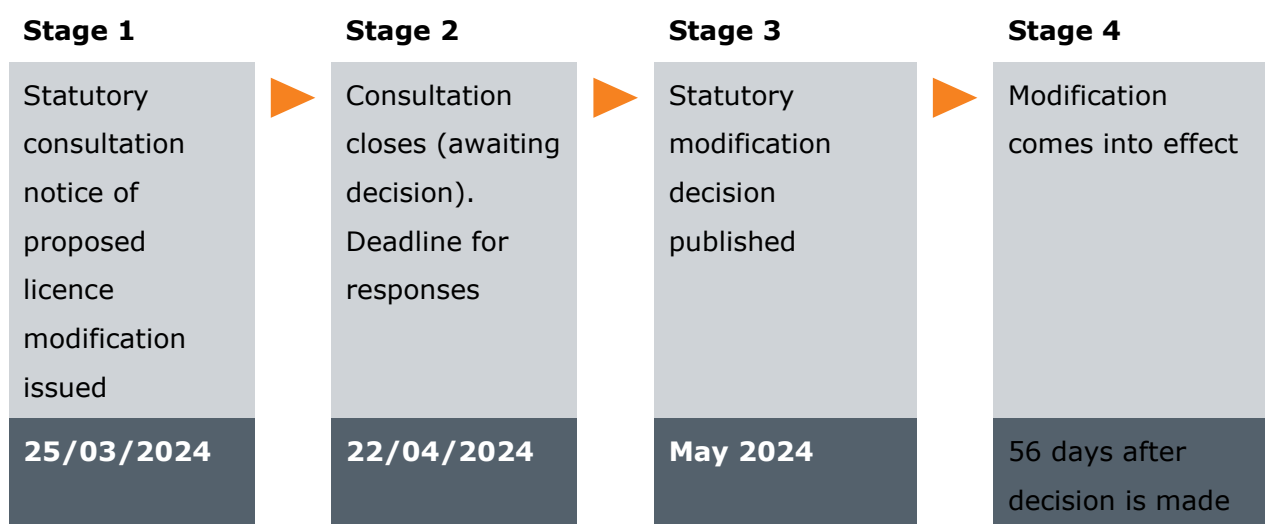 Stage 1
Statutory
consultation
notice of
proposed
licence
modification
issued
25/03/2024
Stage 2
Consultation
closes (awaiting
decision).
Deadline for
responses
22/04/2024
Stage 3
Statutory
modification
decision
published
May 2024
Stage 4
Modification
comes into effect
56 days after
decision is made